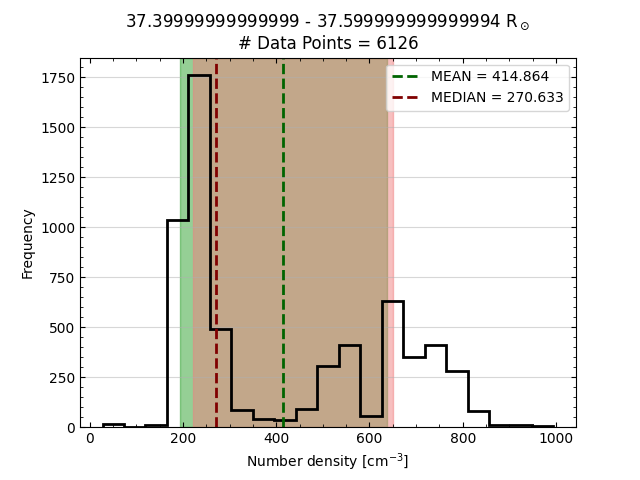 37.39999999999999 - 37.599999999999994 R⊙
# Data Points = 6126
MEAN = 414.864
MEDIAN = 270.633
1750
1500
1250
1000
750
500
250
0
Frequency
0 200 400 600 800 1000
Number density [cm⁻³]